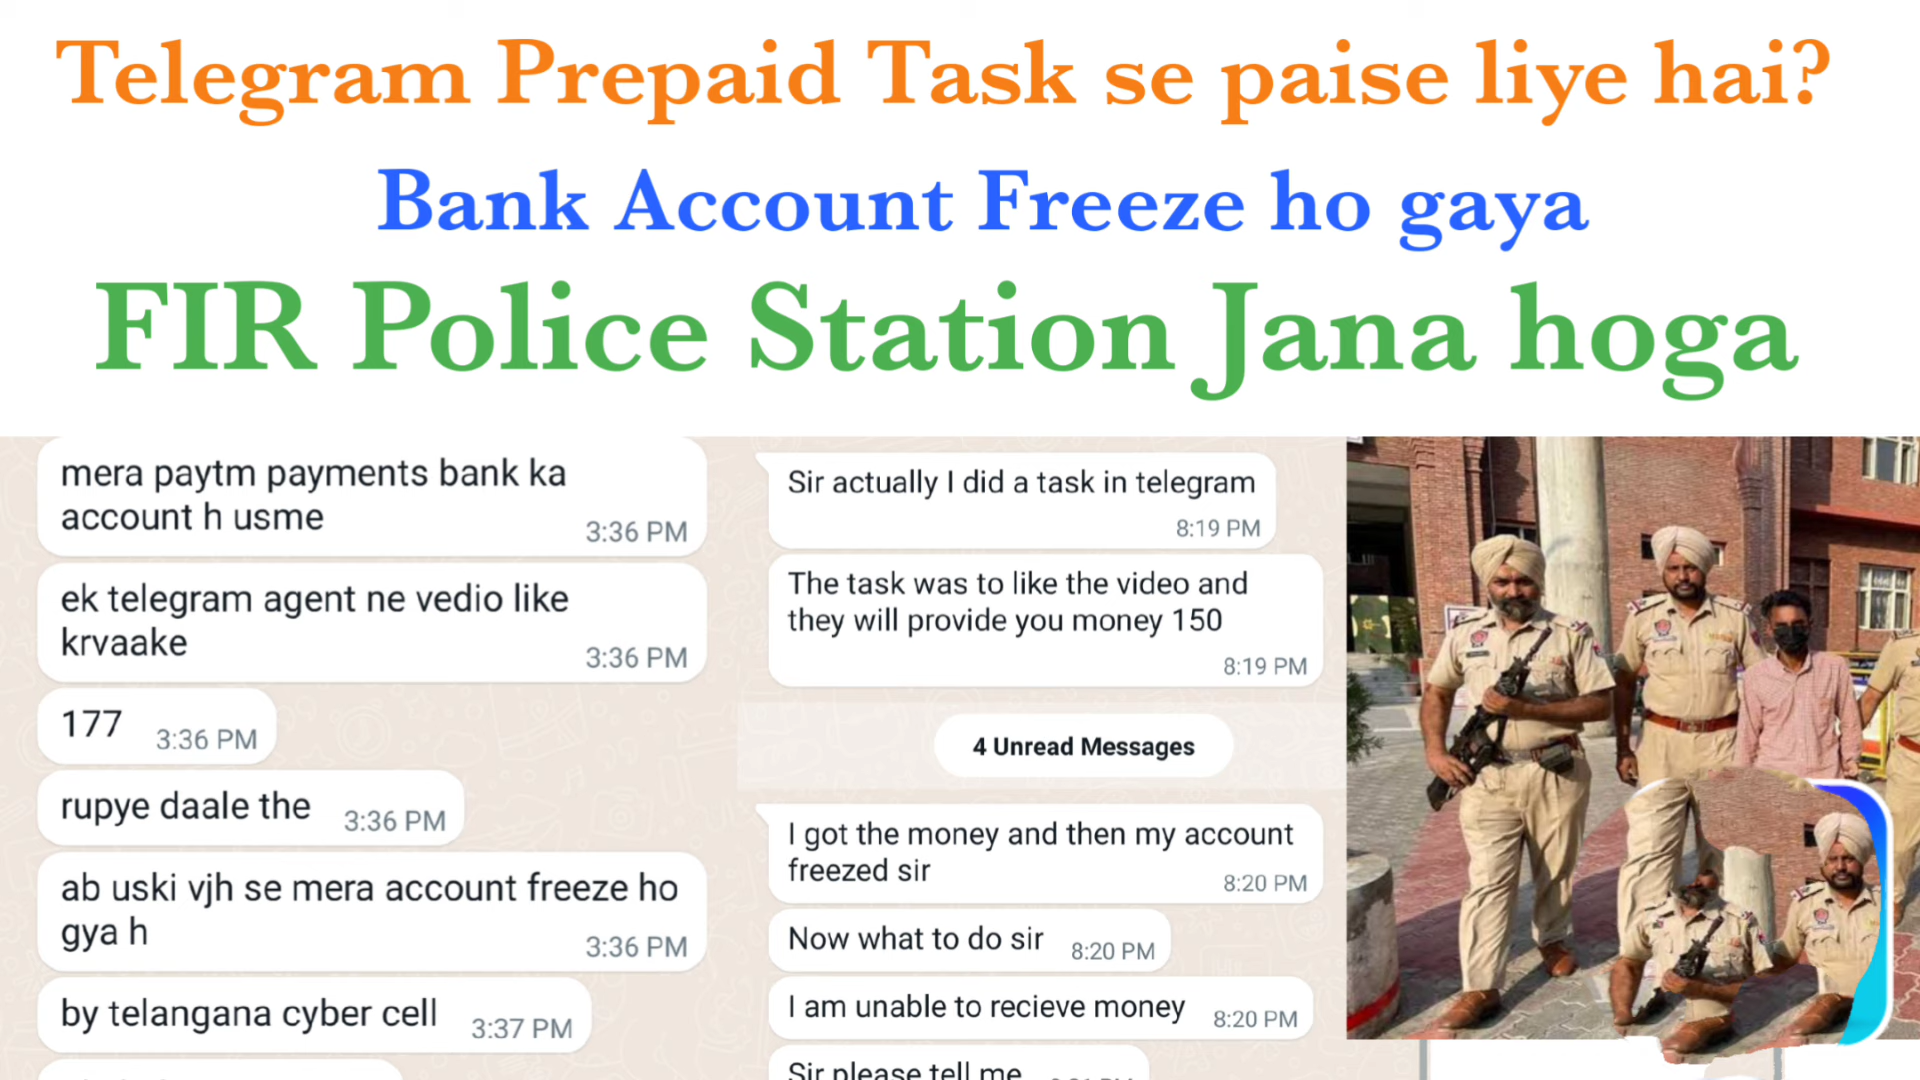 Telegram Prepaid Task se paise liye hai?
Bank Account Freeze ho gaya
FIR Police Station Jana hoga
mera paytm payments bank ka
account h usme
3:36 PM
ek telegram agent ne vedio like
krvaake
3:36 PM
177 3:36 PM
rupye daale the 3:36 PM
ab uski vjh se mera account freeze ho
gya h
3:36 PM
by telangana cyber cell 3:37 PM
Sir actually I did a task in telegram
8:19 PM
The task was to like the video and
they will provide you money 150
8:19 PM
4 Unread Messages
I got the money and then my account
freezed sir
8:20 PM
Now what to do sir 8:20 PM
I am unable to recieve money 8:20 PM
Sir please tell me